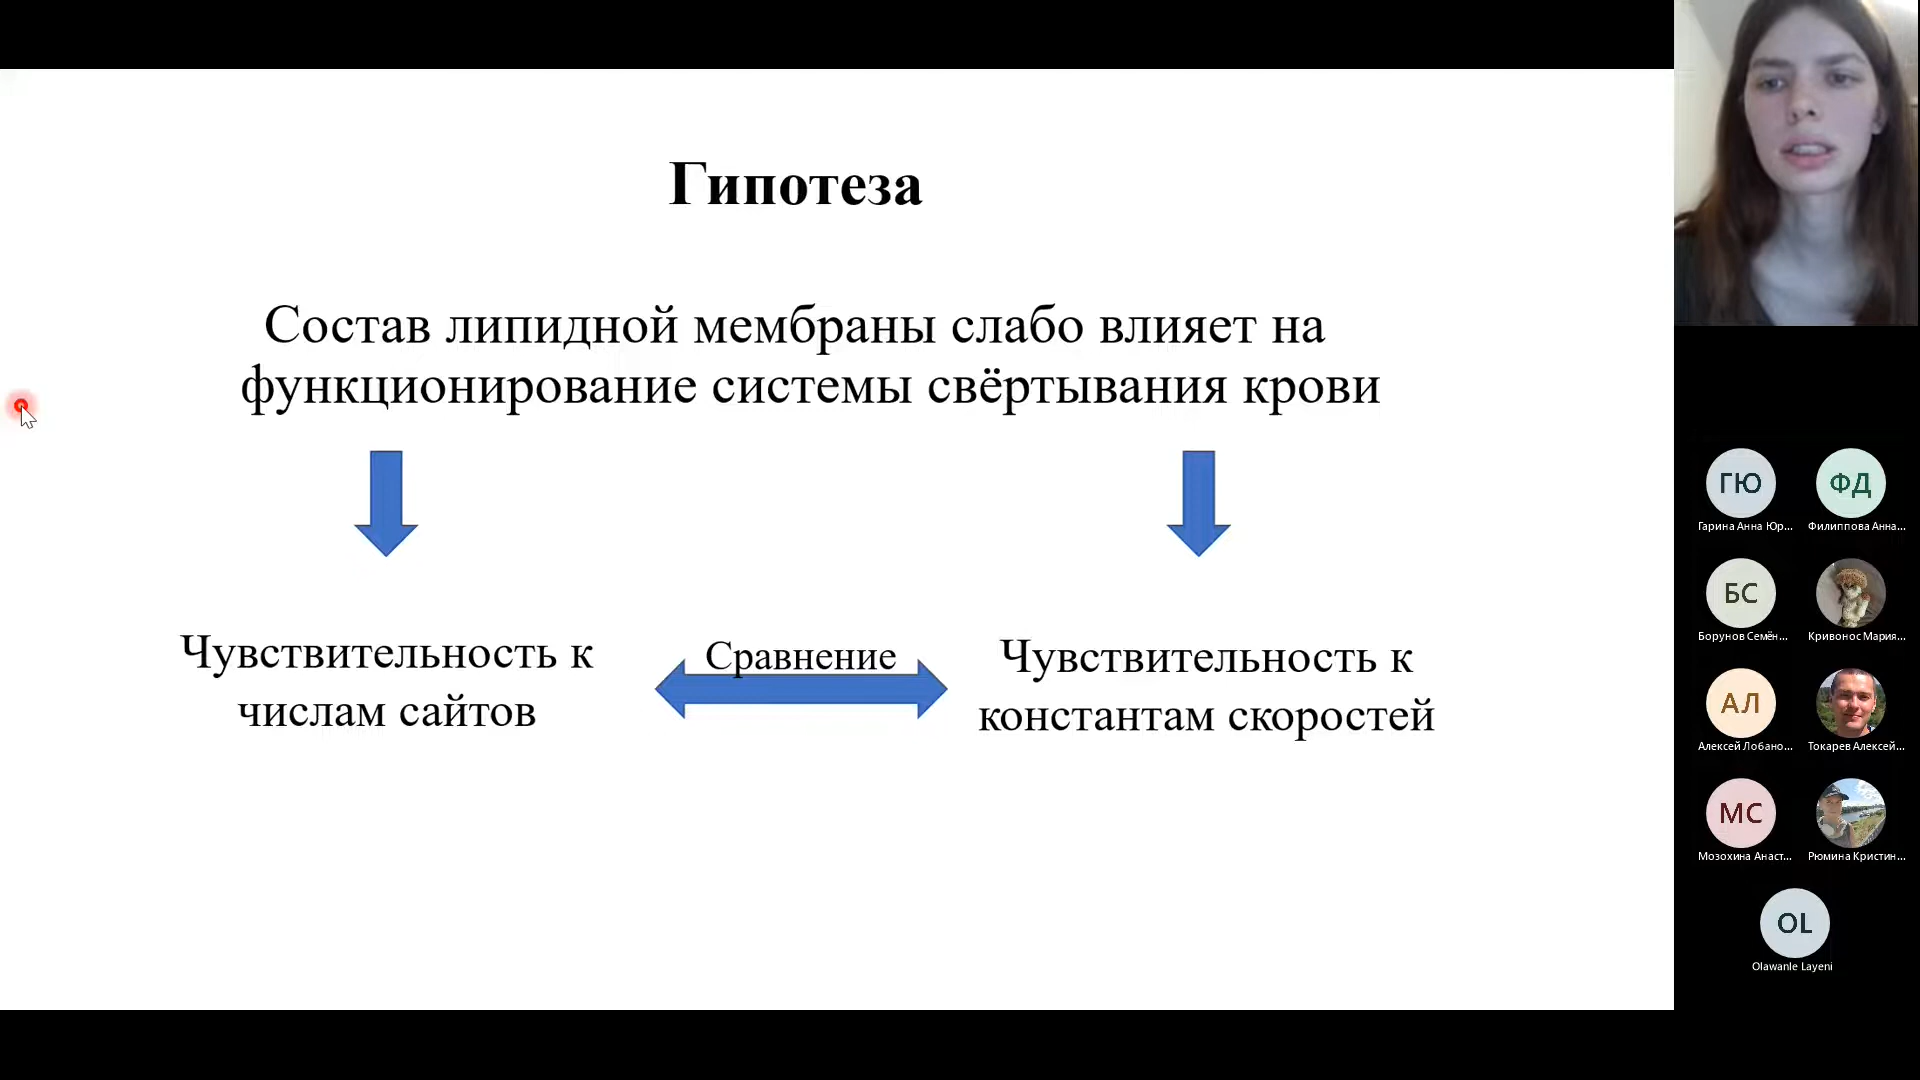 Гипотеза
Состав липидной мембраны слабо влияет на
функционирование системы свёртывания крови
Чувствительность к
числам сайтов
Сравнение
Чувствительность к
константам скоростей
ГЮ
Гарина Анна Юр...
ФД
Филиппова Анна...
БС
Борунов Семён...
Кривонос Мария...
АЛ
Алексей Лобано...
Токарев Алексей...
МС
Мозохина Анаст...
Рюмина Кристин...
OL
Olawanle Layeni